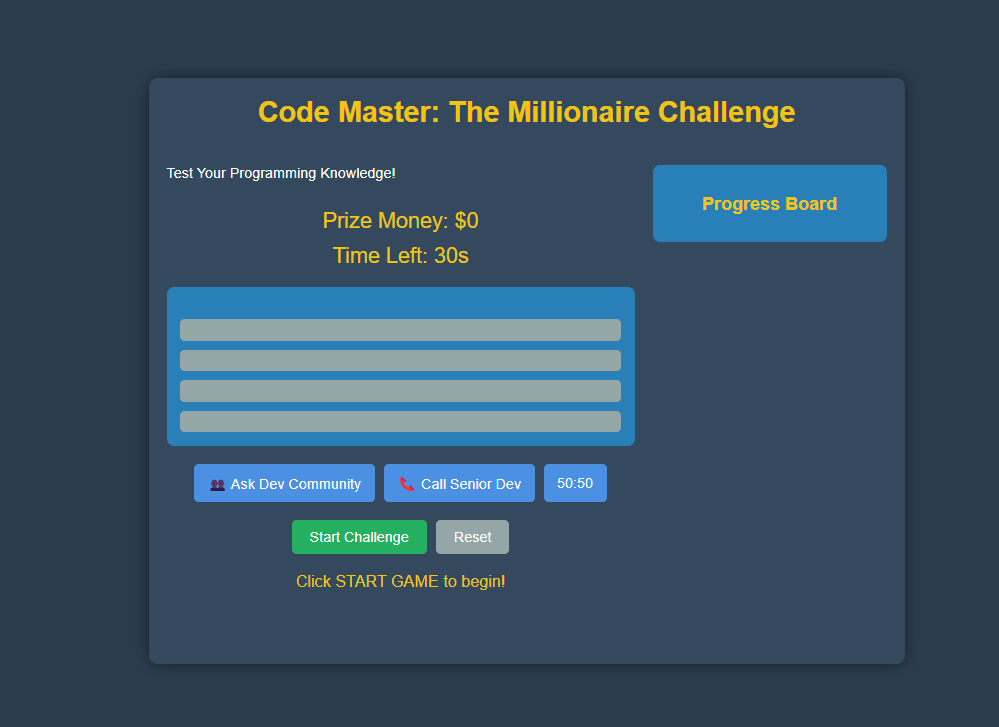 Code Master: The Millionaire Challenge
Test Your Programming Knowledge!
Prize Money: $0
Time Left: 30s
Progress Board
Ask Dev Community
Call Senior Dev
50:50
Start Challenge
Reset
Click START GAME to begin!